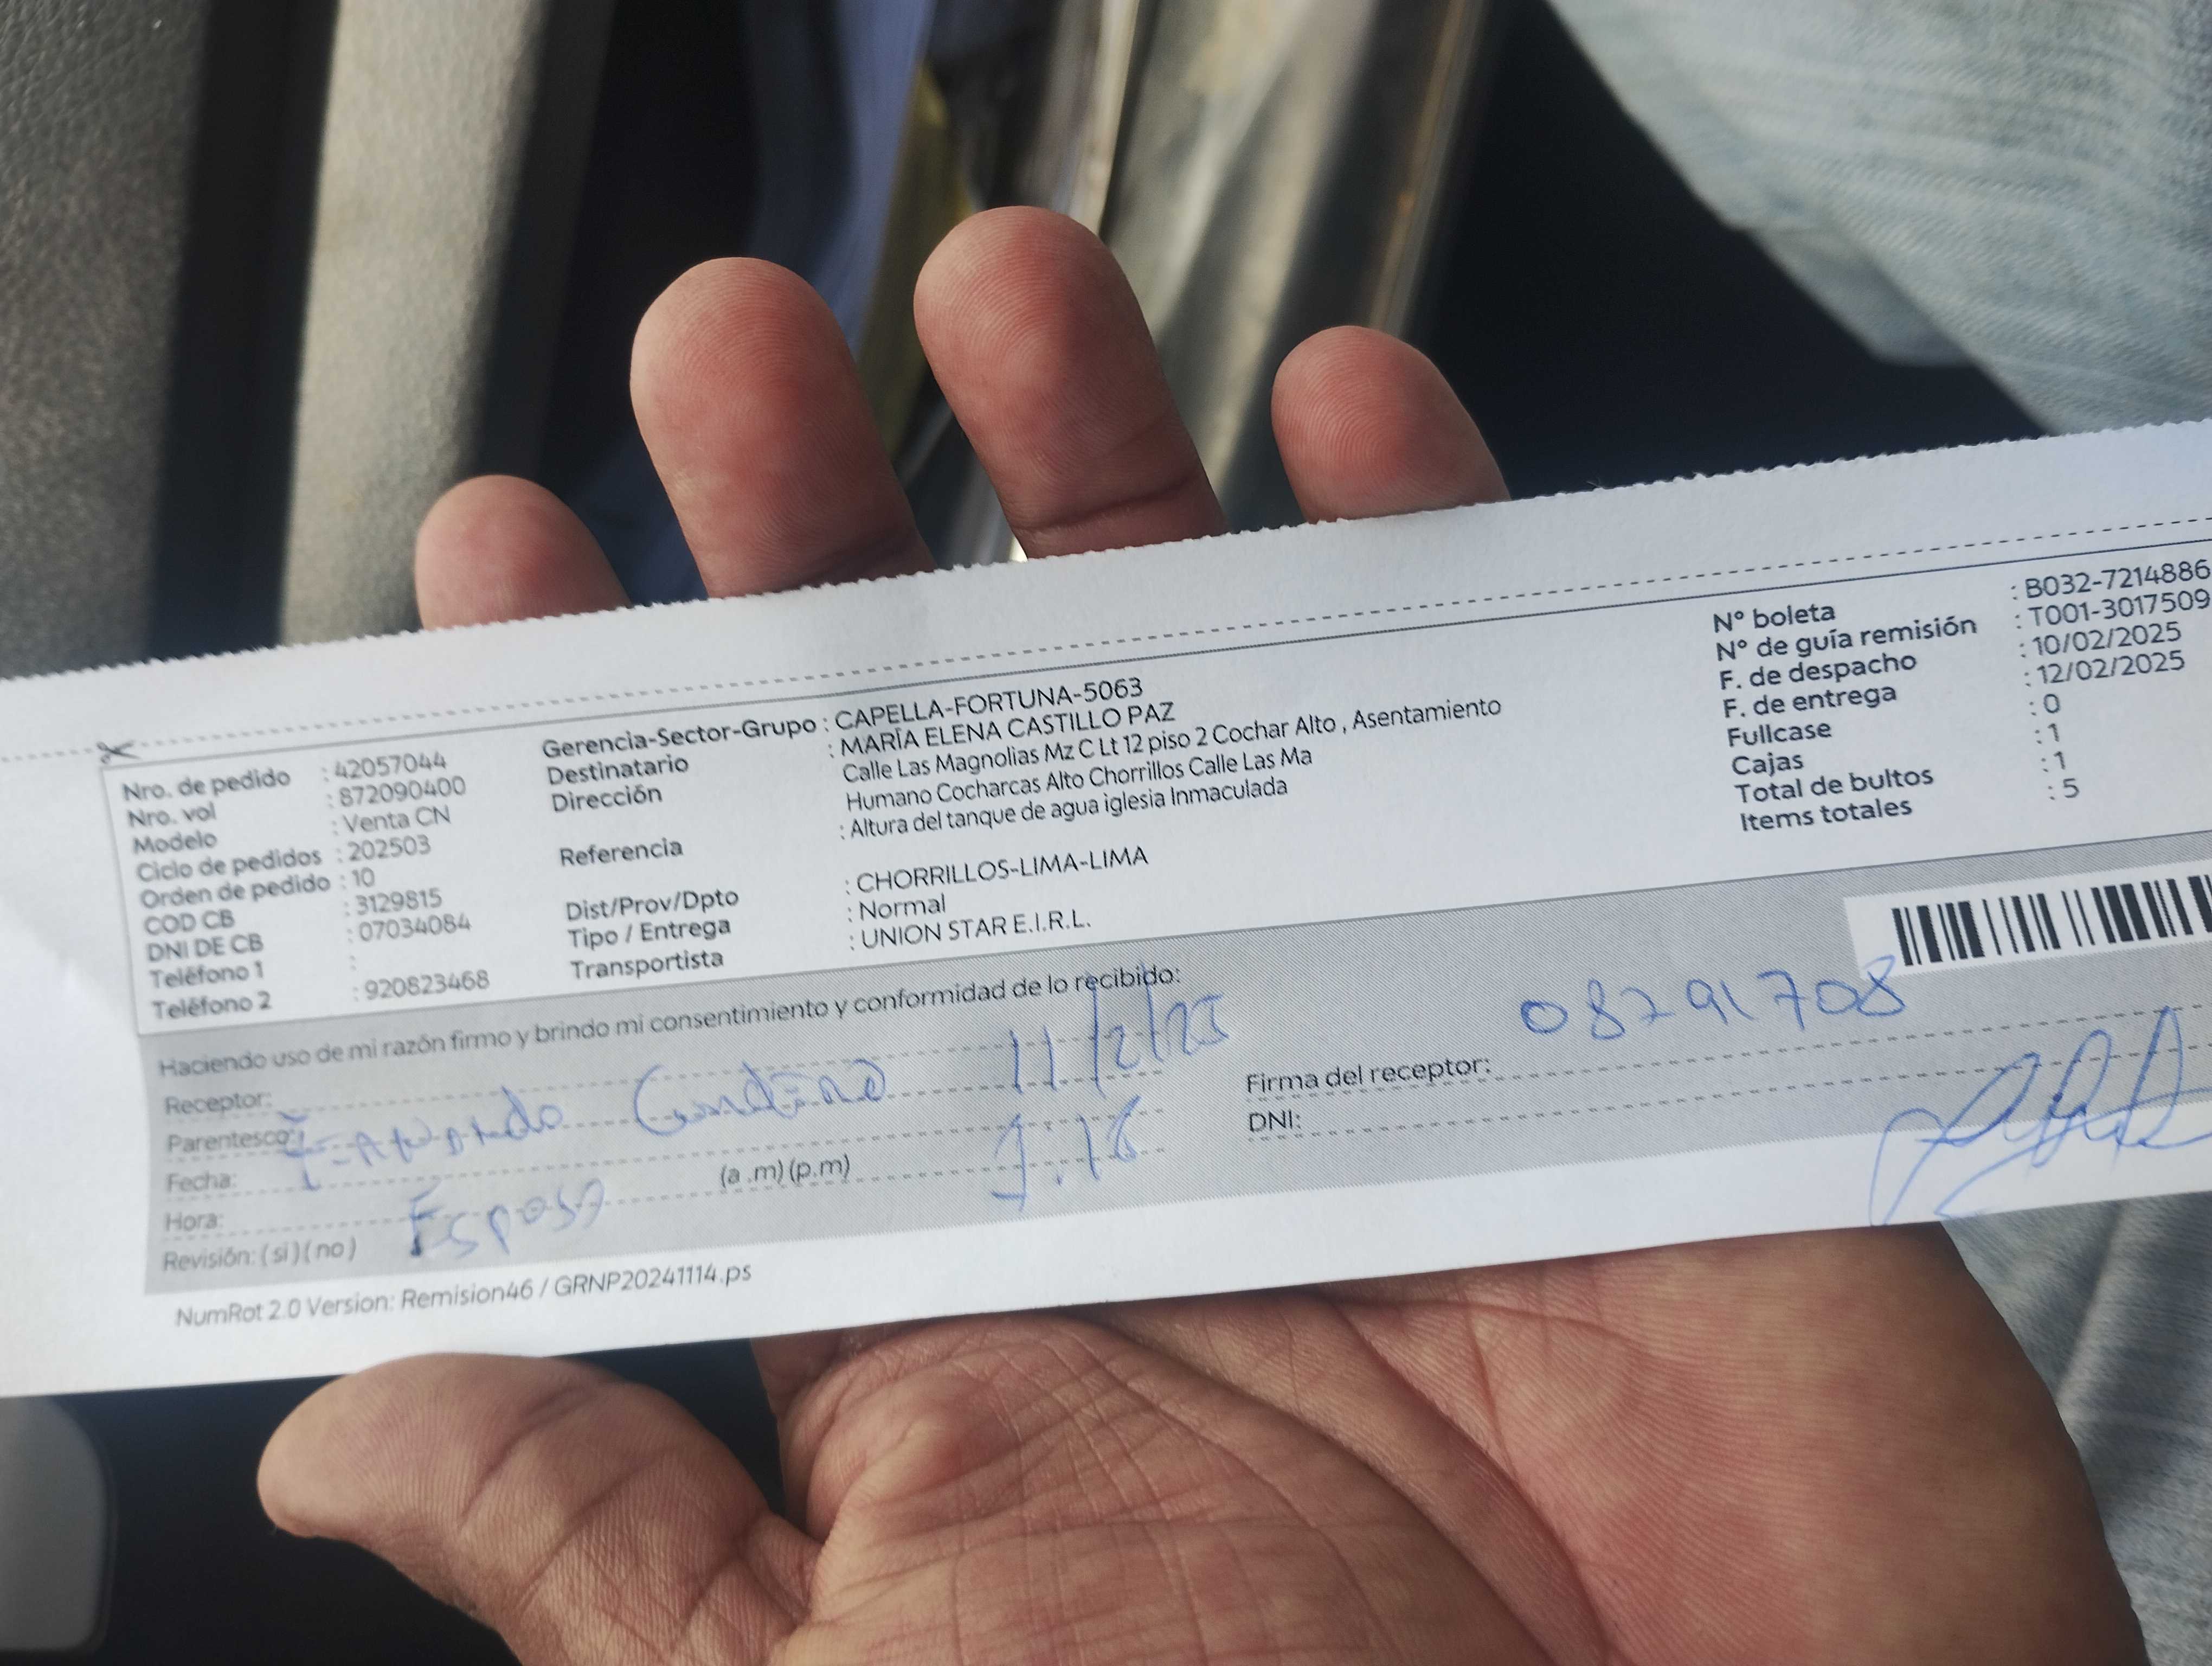 Nro. de pedido : 42057044
Nro. vol : 872090400
Modelo : Venta CN
Ciclo de pedidos : 202503
Orden de pedido : 10
COD CB : 3129815
DNI DE CB : 07034084
Teléfono 1 :
Teléfono 2 : 920823468
Gerencia-Sector-Grupo : CAPELLA-FORTUNA-5063
Destinatario : MARÍA ELENA CASTILLO PAZ
Dirección Calle Las Magnolias Mz C Lt 12 piso 2 Cochar Alto , Asentamiento
Humano Cocharcas Alto Chorrillos Calle Las Ma
Referencia : Altura del tanque de agua iglesia Inmaculada
Dist/Prov/Dpto : CHORRILLOS-LIMA-LIMA
Tipo / Entrega : Normal
Transportista : UNION STAR E.I.R.L.
N° boleta : B032-7214886
N° de guía remisión : T001-3017509
F. de despacho : 10/02/2025
F. de entrega : 12/02/2025
Fullcase : 0
Cajas : 1
Total de bultos : 1
Items totales : 5
Haciendo uso de mi razón firmo y brindo mi consentimiento y conformidad de lo recibido:
Receptor: 11/2/25
Parentesco:
Fecha:
Hora: Esposo (a .m) (p.m)
Revisión: ( si ) ( no )
08291708
Firma del receptor:
DNI:
NumRot 2.0 Version: Remision46 / GRNP20241114.ps